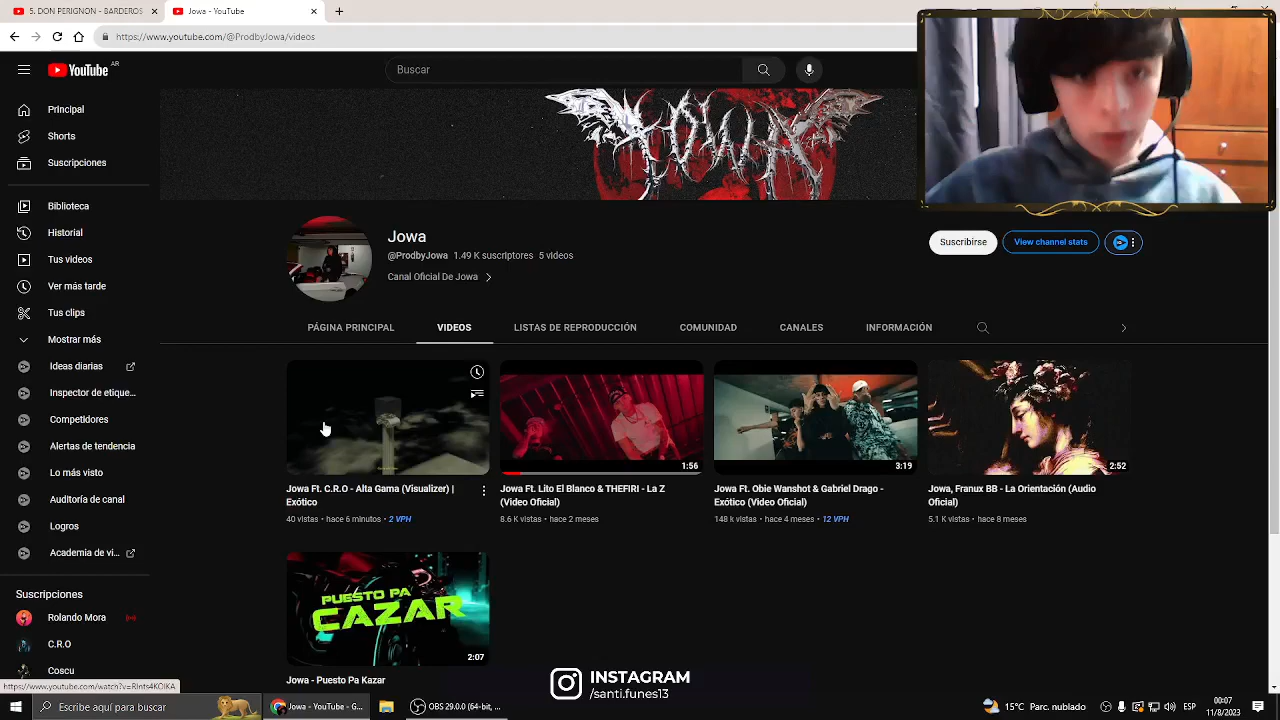 5. DON PERIGNON - BARDEROS
Jowa - YouTube
https://www.youtube.com/@ProdbyJowa/videos
YouTube AR
Buscar
Principal
Shorts
Suscripciones
Biblioteca
Historial
Tus videos
Ver más tarde
Tus clips
Mostrar más
Ideas diarias
Inspector de etique...
Competidores
Alertas de tendencia
Lo más visto
Auditoría de canal
Logros
Academia de vi...
Suscripciones
Rolando Mora
C.R.O
Coscu
JOWA
Jowa
@ProdbyJowa 1.49 K suscriptores 5 videos
Canal Oficial De Jowa
Suscribirse
View channel stats
PÁGINA PRINCIPAL
VIDEOS
LISTAS DE REPRODUCCIÓN
COMUNIDAD
CANALES
INFORMACIÓN
Jowa Ft. C.R.O - Alta Gama (Visualizer) |
Exótico
40 vistas • hace 6 minutos • 2 VPH
1:56
Jowa Ft. Lito El Blanco & THEFIRI - La Z
(Video Oficial)
8.6 K vistas • hace 2 meses
3:19
Jowa Ft. Obie Wanshot & Gabriel Drago -
Exótico (Video Oficial)
148 k vistas • hace 4 meses • 12 VPH
2:52
Jowa, Franux BB - La Orientación (Audio
Oficial)
5.1 K vistas • hace 8 meses
PUESTO PA
CAZAR
2:07
Jowa - Puesto Pa Kazar
INSTAGRAM
/santi.funes13
https://www.youtube.com/watch?v=RInts4KOIKA
Escribe aquí para buscar
Jowa - YouTube - G...
OBS 29.0.0 (64-bit, ...
15°C Parc. nublado
ESP
00:07
11/8/2023